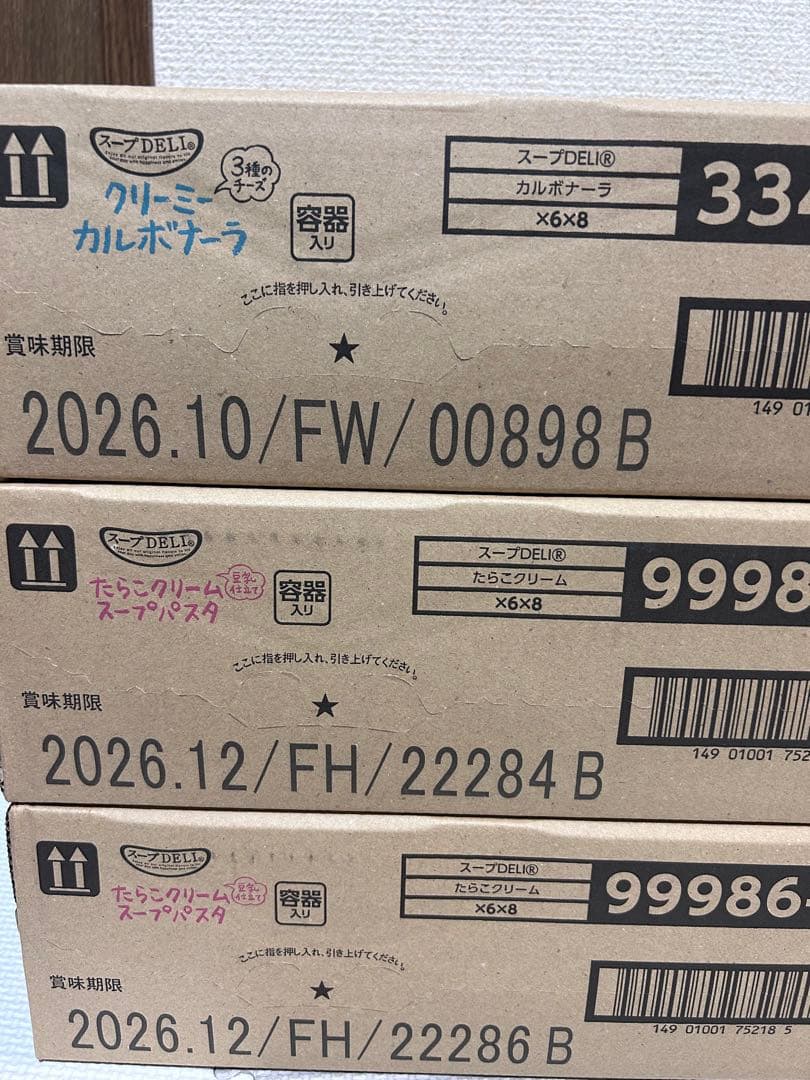 スープDELI®
3種の
チーズ
クリーミー
カルボナーラ
容器
入り
スープDELI®
カルボナーラ
×6×8
334
ここに指を押し入れ、引き上げてください。
賞味期限
★
149 01
2026.10/FW/00898 B
スープDELI®
たらこクリーム
豆乳
仕立て
スープパスタ
容器
入り
スープDELI®
たらこクリーム
×6×8
9998
ここに指を押し入れ、引き上げてください。
賞味期限
★
149 01001 752
2026.12/FH/22284 B
スープDELI®
たらこクリーム
豆乳
仕立て
スープパスタ
容器
入り
スープDELI®
たらこクリーム
×6×8
99986
ここに指を押し入れ、引き上げてください。
賞味期限
★
149 01001 75218 5
2026.12/FH/22286 B